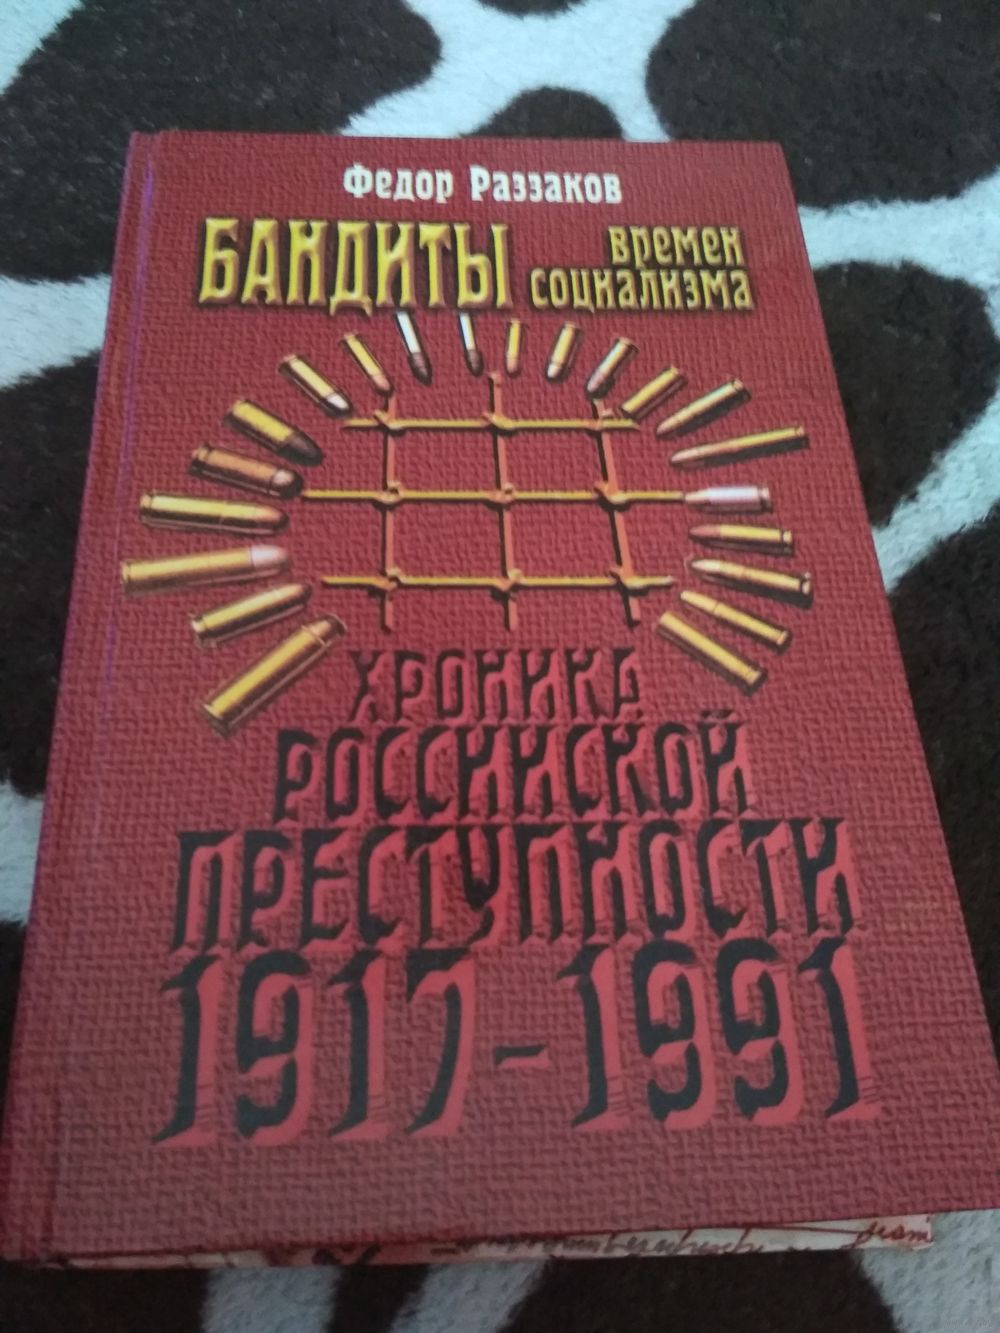 Федор Раззаков
БАНДИТЫ времен
социализма
ХРОНИКА
РОССИЙСКОЙ
ПРЕСТУПНОСТИ
1917-1991